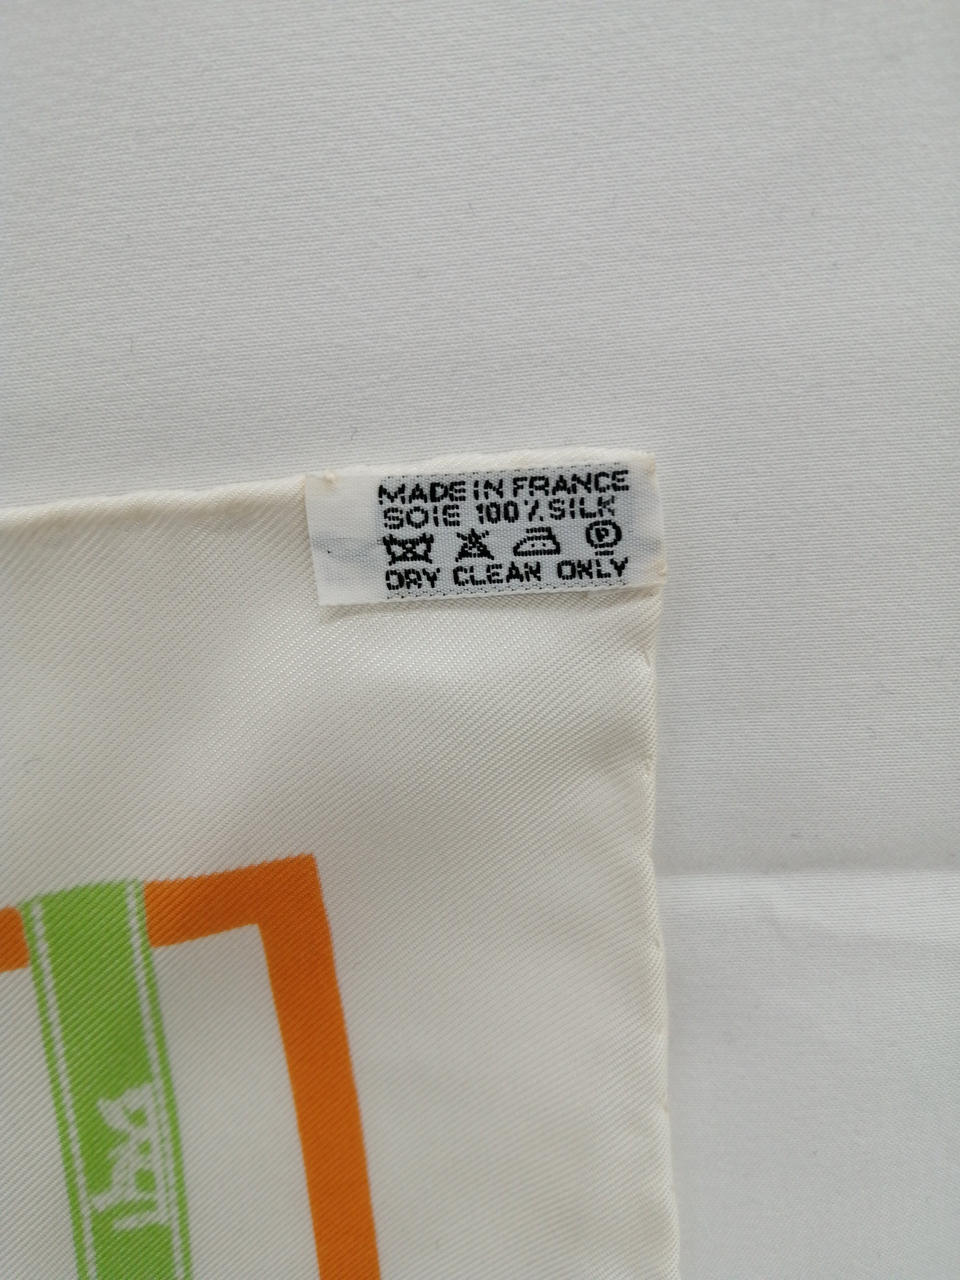 MADE IN FRANCE
SOIE 100% SILK
P
DRY CLEAN ONLY